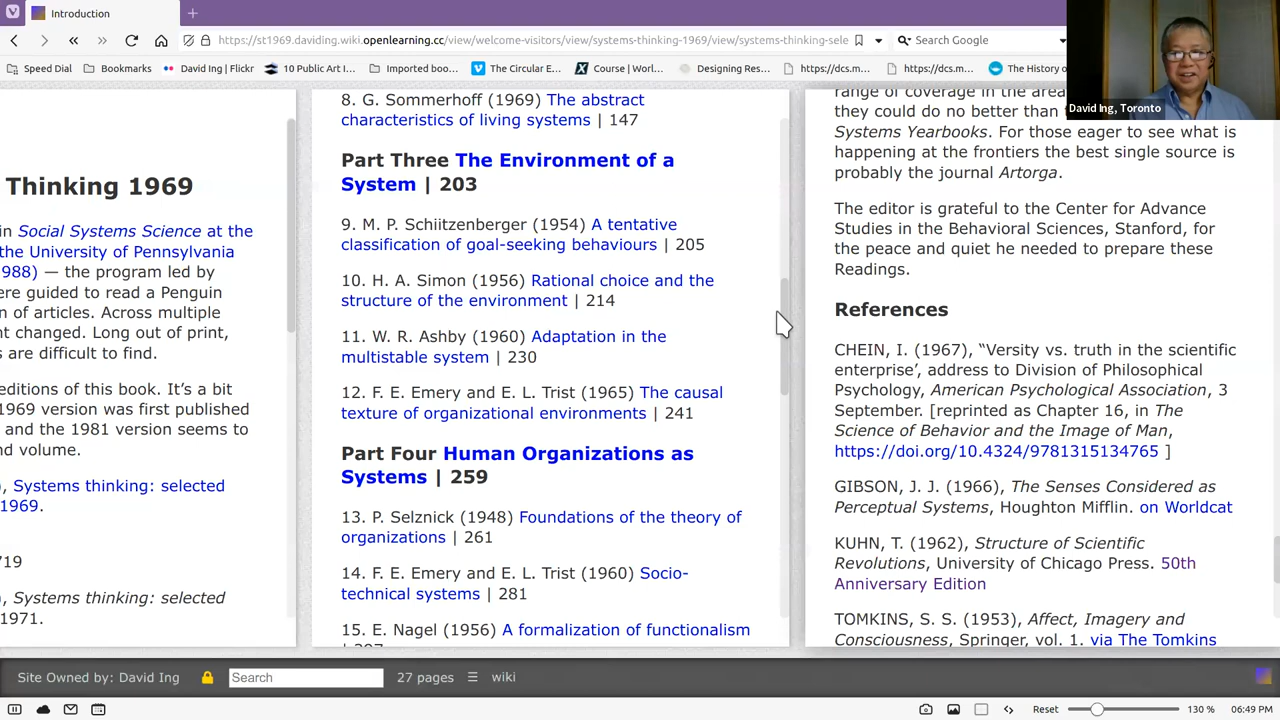 Introduction
https://st1969.daviding.wiki.openlearning.cc/view/welcome-visitors/view/systems-thinking-1969/view/systems-thinking-sele
Search Google
Speed Dial
Bookmarks
David Ing | Flickr
10 Public Art I...
Imported boo...
The Circular E...
Course | Worl...
Designing Res...
https://dcs.m...
https://dcs.m...
The History o
David Ing, Toronto
Thinking 1969
in Social Systems Science at the
the University of Pennsylvania
988) — the program led by
ere guided to read a Penguin
n of articles. Across multiple
nt changed. Long out of print,
s are difficult to find.
editions of this book. It's a bit
1969 version was first published
and the 1981 version seems to
nd volume.
), Systems thinking: selected
1969.
719
), Systems thinking: selected
1971.
8. G. Sommerhoff (1969) The abstract
characteristics of living systems | 147
Part Three The Environment of a
System | 203
9. M. P. Schiitzenberger (1954) A tentative
classification of goal-seeking behaviours | 205
10. H. A. Simon (1956) Rational choice and the
structure of the environment | 214
11. W. R. Ashby (1960) Adaptation in the
multistable system | 230
12. F. E. Emery and E. L. Trist (1965) The causal
texture of organizational environments | 241
Part Four Human Organizations as
Systems | 259
13. P. Selznick (1948) Foundations of the theory of
organizations | 261
14. F. E. Emery and E. L. Trist (1960) Socio-
technical systems | 281
15. E. Nagel (1956) A formalization of functionalism
range of coverage in the area
they could do no better than
Systems Yearbooks. For those eager to see what is
happening at the frontiers the best single source is
probably the journal Artorga.
The editor is grateful to the Center for Advance
Studies in the Behavioral Sciences, Stanford, for
the peace and quiet he needed to prepare these
Readings.
References
CHEIN, I. (1967), “Versity vs. truth in the scientific
enterprise’, address to Division of Philosophical
Psychology, American Psychological Association, 3
September. [reprinted as Chapter 16, in The
Science of Behavior and the Image of Man,
https://doi.org/10.4324/9781315134765 ]
GIBSON, J. J. (1966), The Senses Considered as
Perceptual Systems, Houghton Mifflin. on Worldcat
KUHN, T. (1962), Structure of Scientific
Revolutions, University of Chicago Press. 50th
Anniversary Edition
TOMKINS, S. S. (1953), Affect, Imagery and
Consciousness, Springer, vol. 1. via The Tomkins
Site Owned by: David Ing
Search
27 pages
wiki
Reset
130 %
06:49 PM